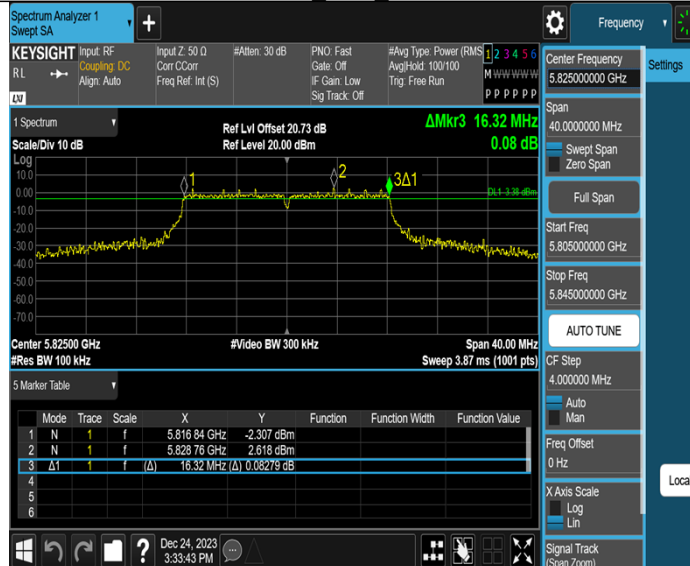 Spectrum Analyzer 1
Swept SA
+
Frequency
KEYSIGHT
RL
Input: RF
Coupling: DC
Align: Auto
Input Z: 50 Ω
Corr CCorr
Freq Ref: Int (S)
#Atten: 30 dB
PNO: Fast
Gate: Off
IF Gain: Low
Sig Track: Off
#Avg Type: Power (RMS
Avg|Hold: 100/100
Trig: Free Run
1 2 3 4 5 6
M W W W W W
P P P P P P
LXI
1 Spectrum
Scale/Div 10 dB
Ref Lvl Offset 20.73 dB
Ref Level 20.00 dBm
ΔMkr3 16.32 MHz
0.08 dB
Log
10.0
0.00
-10.0
-20.0
-30.0
-40.0
-50.0
-60.0
-70.0
1
2
3Δ1
DL1 -3.38 dBm
Center 5.82500 GHz
#Video BW 300 kHz
Span 40.00 MHz
#Res BW 100 kHz
Sweep 3.87 ms (1001 pts)
5 Marker Table
Mode Trace Scale X Y Function Function Width Function Value
1 N 1 f 5.816 84 GHz -2.307 dBm
2 N 1 f 5.828 76 GHz 2.618 dBm
3 Δ1 1 f (Δ) 16.32 MHz (Δ) 0.08279 dB
4
5
6
?
Dec 24, 2023
3:33:43 PM
Center Frequency
5.825000000 GHz
Span
40.0000000 MHz
Swept Span
Zero Span
Full Span
Start Freq
5.805000000 GHz
Stop Freq
5.845000000 GHz
AUTO TUNE
CF Step
4.000000 MHz
Auto
Man
Freq Offset
0 Hz
X Axis Scale
Log
Lin
Signal Track
(Span Zoom)
Settings
Loca